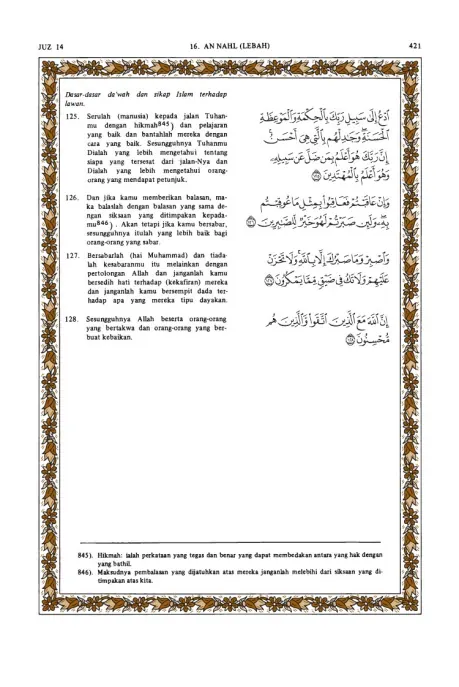 JUZ 14 16. AN NAHL (LEBAH) 421
Dasar-dasar da'wah dan sikap Islam terhadap
lawan.
125. Serulah (manusia) kepada jalan Tuhan-
mu dengan hikmah845) dan pelajaran
yang baik dan bantahlah mereka dengan
cara yang baik. Sesungguhnya Tuhanmu
Dialah yang lebih mengetahui tentang
siapa yang tersesat dari jalan-Nya dan
Dialah yang lebih mengetahui orang-
orang yang mendapat petunjuk.
ادْعُ إِلَىٰ سَبِيلِ رَبِّكَ بِالْحِكْمَةِ وَالْمَوْعِظَةِ
الْحَسَنَةِ وَجَادِلْهُمْ بِالَّتِي هِيَ أَحْسَنُ
إِنَّ رَبَّكَ هُوَ أَعْلَمُ بِمَنْ ضَلَّ عَنْ سَبِيلِهِ
وَهُوَ أَعْلَمُ بِالْمُهْتَدِينَ ﴿١٢٥﴾
126. Dan jika kamu memberikan balasan, ma-
ka balaslah dengan balasan yang sama de-
ngan siksaan yang ditimpakan kepada-
mu846). Akan tetapi jika kamu bersabar,
sesungguhnya itulah yang lebih baik bagi
orang-orang yang sabar.
وَإِنْ عَاقَبْتُمْ فَعَاقِبُوا بِمِثْلِ مَا عُوقِبْتُمْ
بِهِ وَلَئِنْ صَبَرْتُمْ لَهُوَ خَيْرٌ لِلصَّابِرِينَ ﴿١٢٦﴾
127. Bersabarlah (hai Muhammad) dan tiada-
lah kesabaranmu itu melainkan dengan
pertolongan Allah dan janganlah kamu
bersedih hati terhadap (kekafiran) mereka
dan janganlah kamu bersempit dada ter-
hadap apa yang mereka tipu dayakan.
وَاصْبِرْ وَمَا صَبْرُكَ إِلَّا بِاللَّهِ وَلَا تَحْزَنْ
عَلَيْهِمْ وَلَا تَكُ فِي ضَيْقٍ مِمَّا يَمْكُرُونَ ﴿١٢٧﴾
128. Sesungguhnya Allah beserta orang-orang
yang bertakwa dan orang-orang yang ber-
buat kebaikan.
إِنَّ اللَّهَ مَعَ الَّذِينَ اتَّقَوْا وَالَّذِينَ هُمْ
مُحْسِنُونَ ﴿١٢٨﴾
845). Hikmah: ialah perkataan yang tegas dan benar yang dapat membedakan antara yang hak dengan
yang bathil.
846). Maksudnya pembalasan yang dijatuhkan atas mereka janganlah melebihi dari siksaan yang di-
timpakan atas kita.